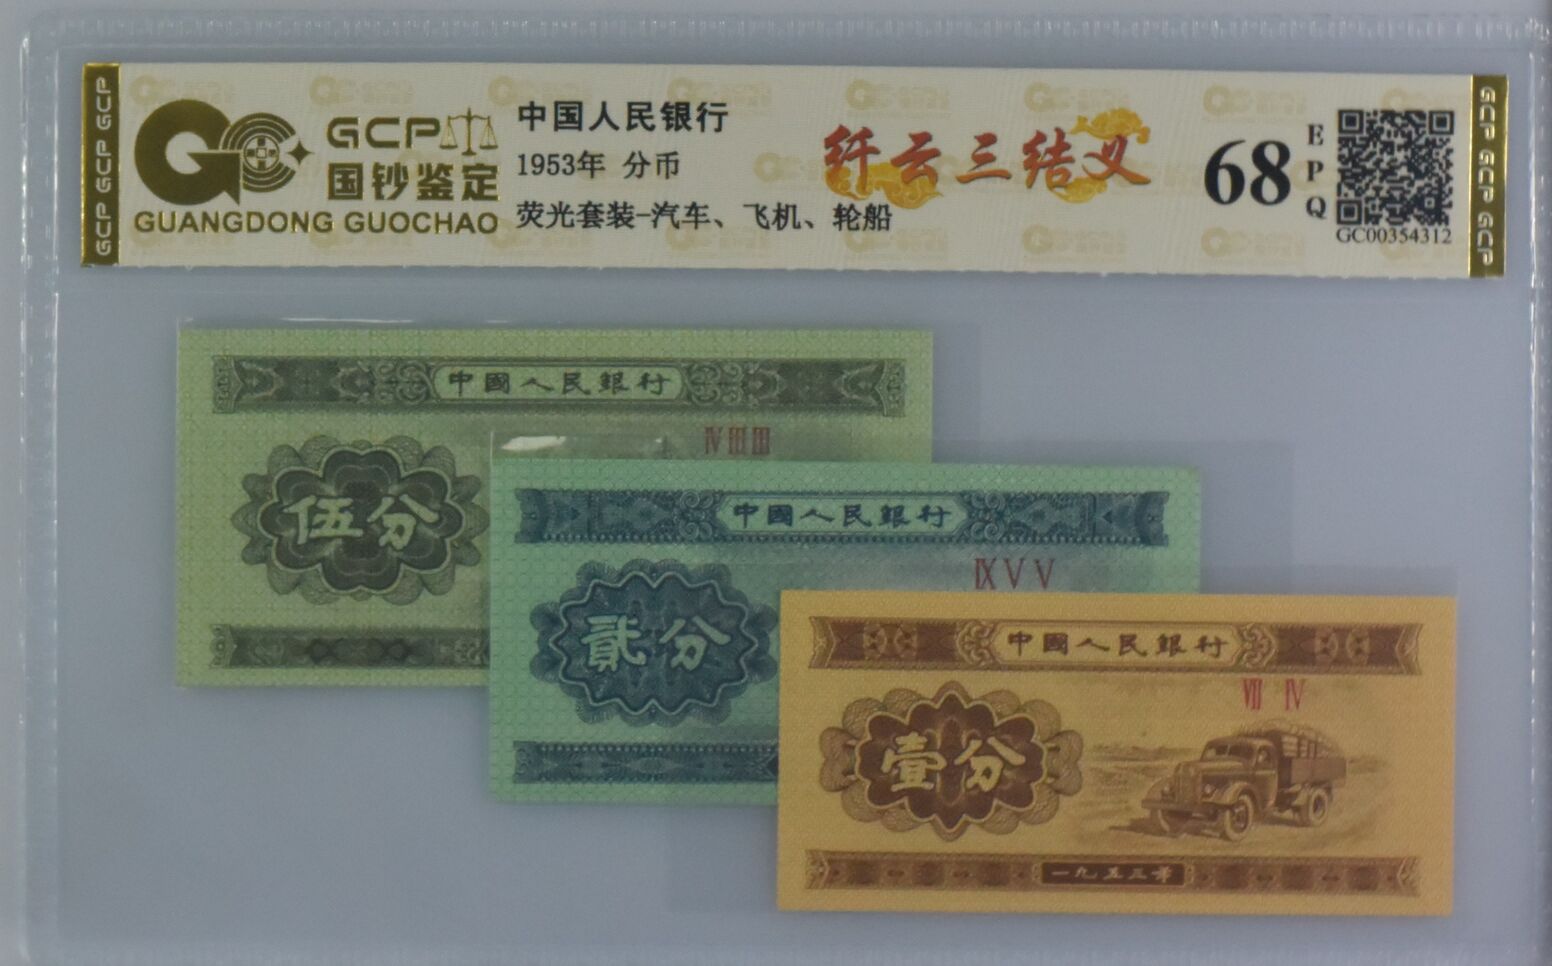 GCP GCP GCP
GCP
国钞鉴定
GUANGDONG GUOCHAO
中国人民银行
1953年 分币
荧光套装-汽车、飞机、轮船
纤云三结义
68
EPQ
GC00354312
GCP GCP GCP
中國人民銀行
ⅣⅢⅢ
伍分
中國人民銀行
ⅨⅤⅤ
貳分
中國人民銀行
Ⅶ Ⅳ
壹分
一九五三年